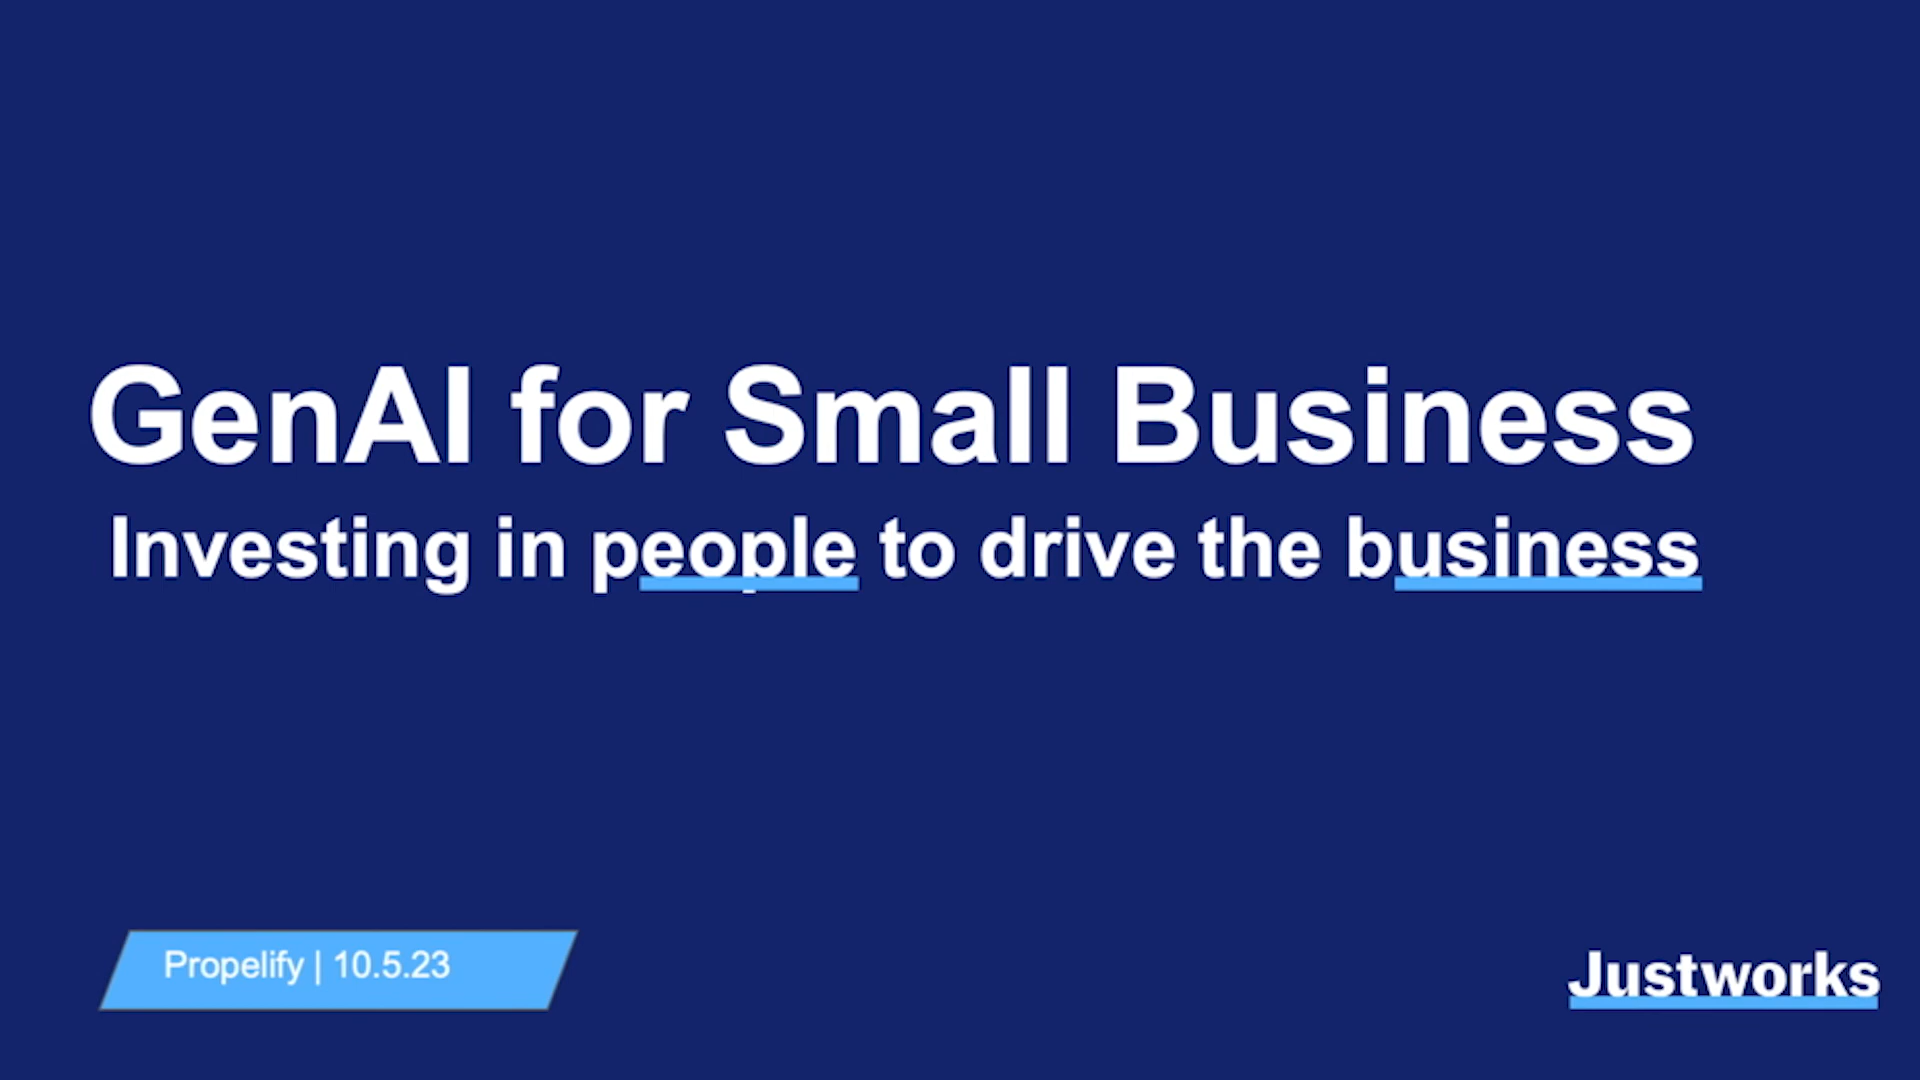 GenAI for Small Business
Investing in people to drive the business
Propelify | 10.5.23
Justworks